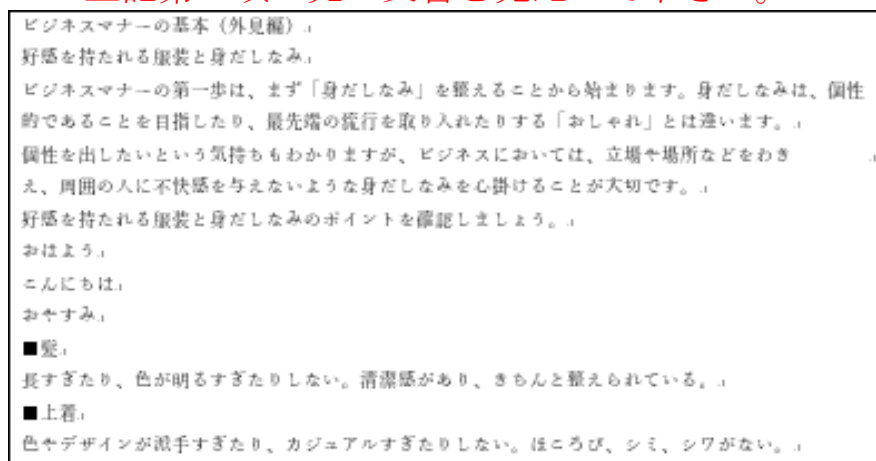 ビジネスマナーの基本（外見編）
好感を持たれる服装と身だしなみ
ビジネスマナーの第一歩は、まず「身だしなみ」を整えることから始まります。身だしなみは、個性
的であることを目指したり、最先端の流行を取り入れたりする「おしゃれ」とは違います。
個性を出したいという気持ちもわかりますが、ビジネスにおいては、立場や場所などをわき
え、周囲の人に不快感を与えないような身だしなみを心掛けることが大切です。
好感を持たれる服装と身だしなみのポイントを確認しましょう。
おはよう
こんにちは
おやすみ
■髪
長すぎたり、色が明るすぎたりしない。清潔感があり、きちんと整えられている。
■上着
色やデザインが派手すぎたり、カジュアルすぎたりしない。ほころび、シミ、シワがない。